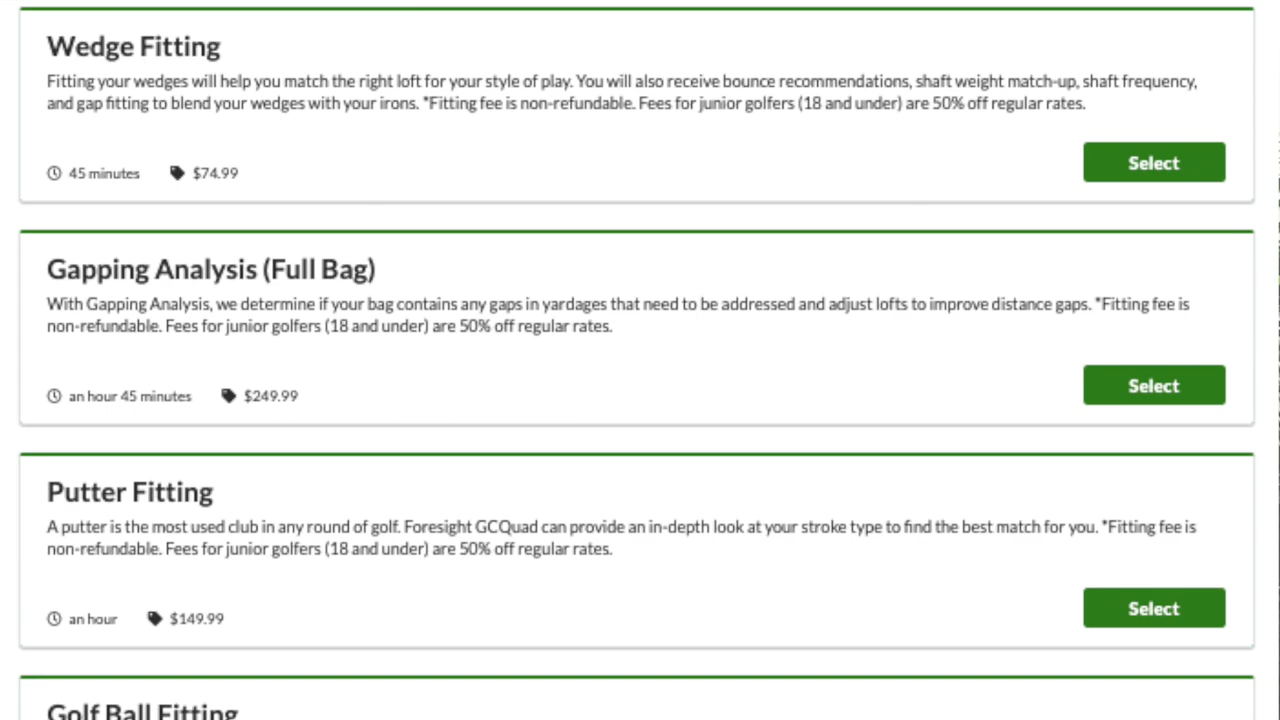 Wedge Fitting
Fitting your wedges will help you match the right loft for your style of play. You will also receive bounce recommendations, shaft weight match-up, shaft frequency,
and gap fitting to blend your wedges with your irons. *Fitting fee is non-refundable. Fees for junior golfers (18 and under) are 50% off regular rates.
45 minutes $74.99
Select
Gapping Analysis (Full Bag)
With Gapping Analysis, we determine if your bag contains any gaps in yardages that need to be addressed and adjust lofts to improve distance gaps. *Fitting fee is
non-refundable. Fees for junior golfers (18 and under) are 50% off regular rates.
an hour 45 minutes $249.99
Select
Putter Fitting
A putter is the most used club in any round of golf. Foresight GCQuad can provide an in-depth look at your stroke type to find the best match for you. *Fitting fee is
non-refundable. Fees for junior golfers (18 and under) are 50% off regular rates.
an hour $149.99
Select
Golf Ball Fitting